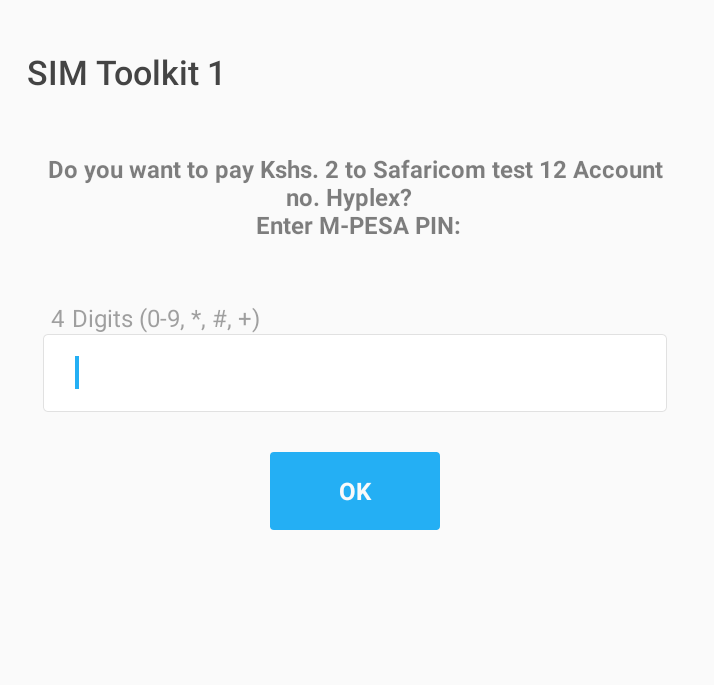 SIM Toolkit 1
Do you want to pay Kshs. 2 to Safaricom test 12 Account
no. Hyplex?
Enter M-PESA PIN:
4 Digits (0-9, *, #, +)
OK